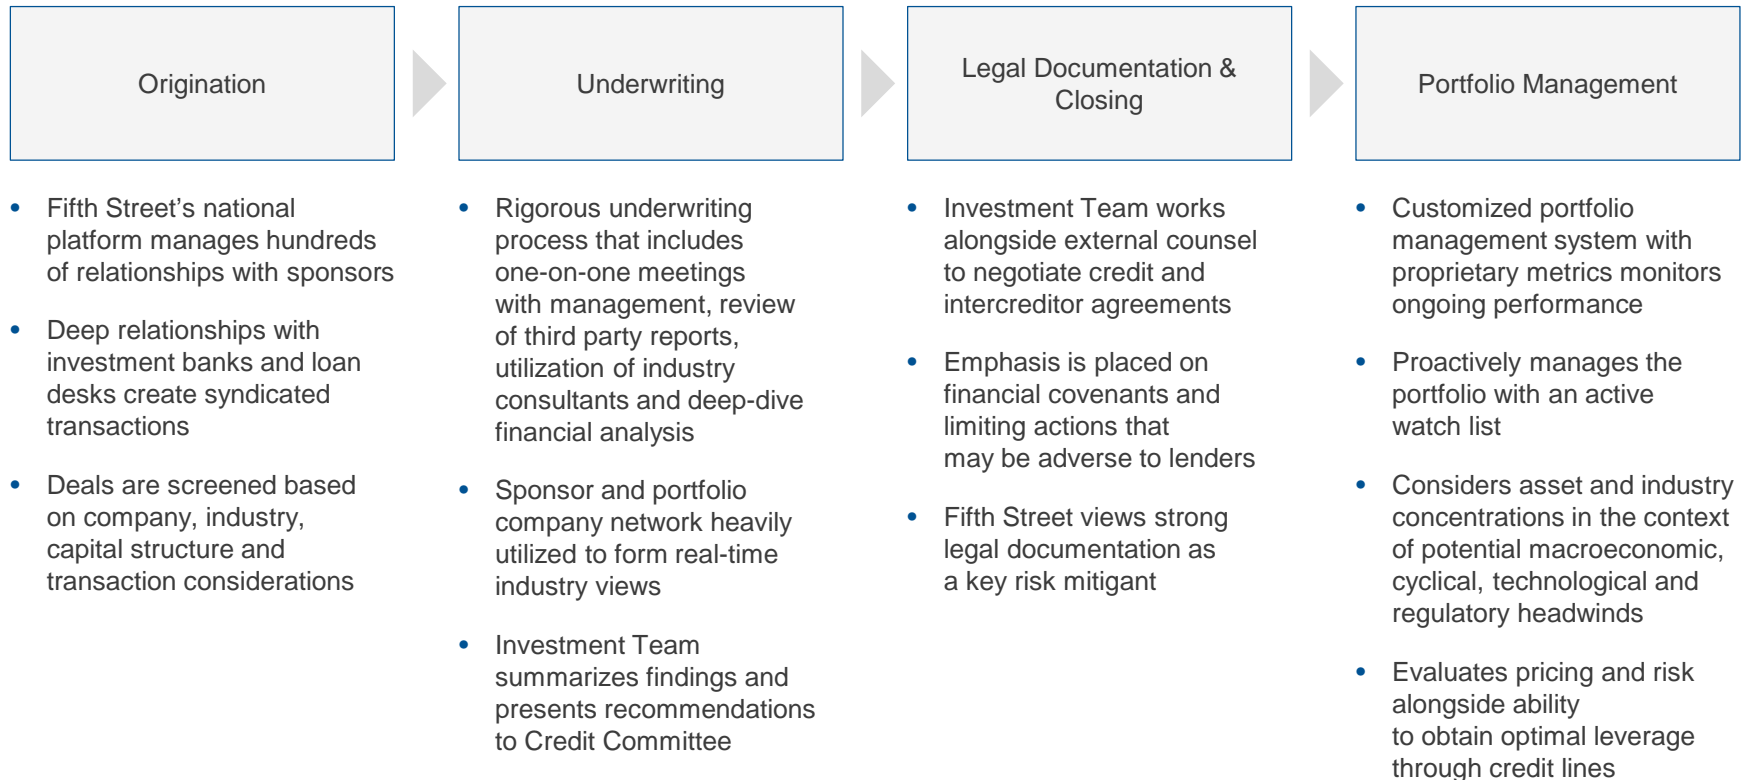 Origination
Underwriting
Legal Documentation &
Closing
Portfolio Management
• Fifth Street’s national
platform manages hundreds
of relationships with sponsors
• Deep relationships with
investment banks and loan
desks create syndicated
transactions
• Deals are screened based
on company, industry,
capital structure and
transaction considerations
• Rigorous underwriting
process that includes
one-on-one meetings
with management, review
of third party reports,
utilization of industry
consultants and deep-dive
financial analysis
• Sponsor and portfolio
company network heavily
utilized to form real-time
industry views
• Investment Team
summarizes findings and
presents recommendations
to Credit Committee
• Investment Team works
alongside external counsel
to negotiate credit and
intercreditor agreements
• Emphasis is placed on
financial covenants and
limiting actions that
may be adverse to lenders
• Fifth Street views strong
legal documentation as
a key risk mitigant
• Customized portfolio
management system with
proprietary metrics monitors
ongoing performance
• Proactively manages the
portfolio with an active
watch list
• Considers asset and industry
concentrations in the context
of potential macroeconomic,
cyclical, technological and
regulatory headwinds
• Evaluates pricing and risk
alongside ability
to obtain optimal leverage
through credit lines